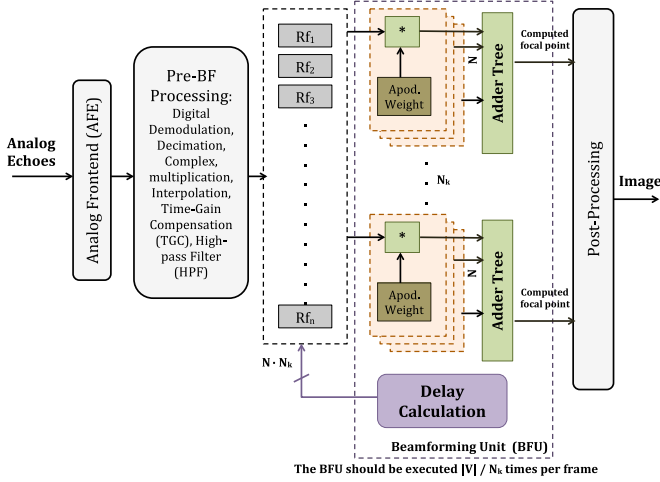 Analog
Echoes
Analog Frontend (AFE)
Pre-BF
Processing:
Digital
Demodulation,
Decimation,
Complex,
multiplication,
Interpolation,
Time-Gain
Compensation
(TGC), High-
pass Filter
(HPF)
Rf1
Rf2
Rf3
Rfn
N · Nk
*
Apod.
Weight
N
Adder Tree
Computed
focal point
Nk
*
Apod.
Weight
N
Adder Tree
Computed
focal point
Delay
Calculation
Beamforming Unit (BFU)
Post-Processing
Image
The BFU should be executed |V| / Nk times per frame